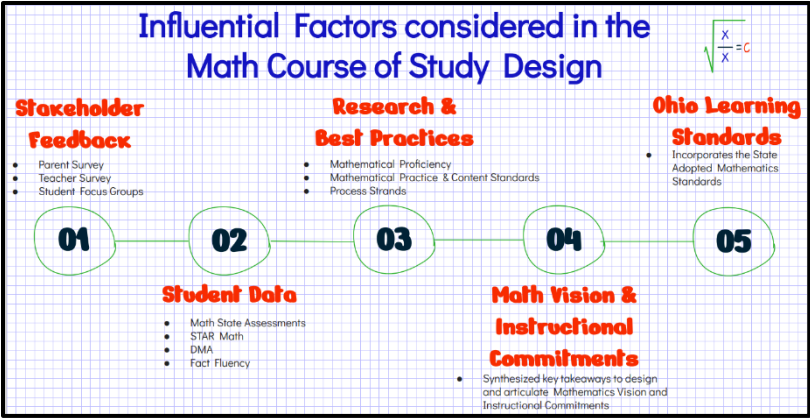 Influential Factors considered in the
Math Course of Study Design
x
x
=c
Stakeholder
Feedback
Parent Survey
Teacher Survey
Student Focus Groups
Research &
Best Practices
Mathematical Proficiency
Mathematical Practice & Content Standards
Process Strands
Ohio Learning
Standards
Incorporates the State
Adopted Mathematics
Standards
01
02
03
04
05
Student Data
Math State Assessments
STAR Math
DMA
Fact Fluency
Math Vision &
Instructional
Commitments
Synthesized key takeaways to design
and articulate Mathematics Vision and
Instructional Commitments